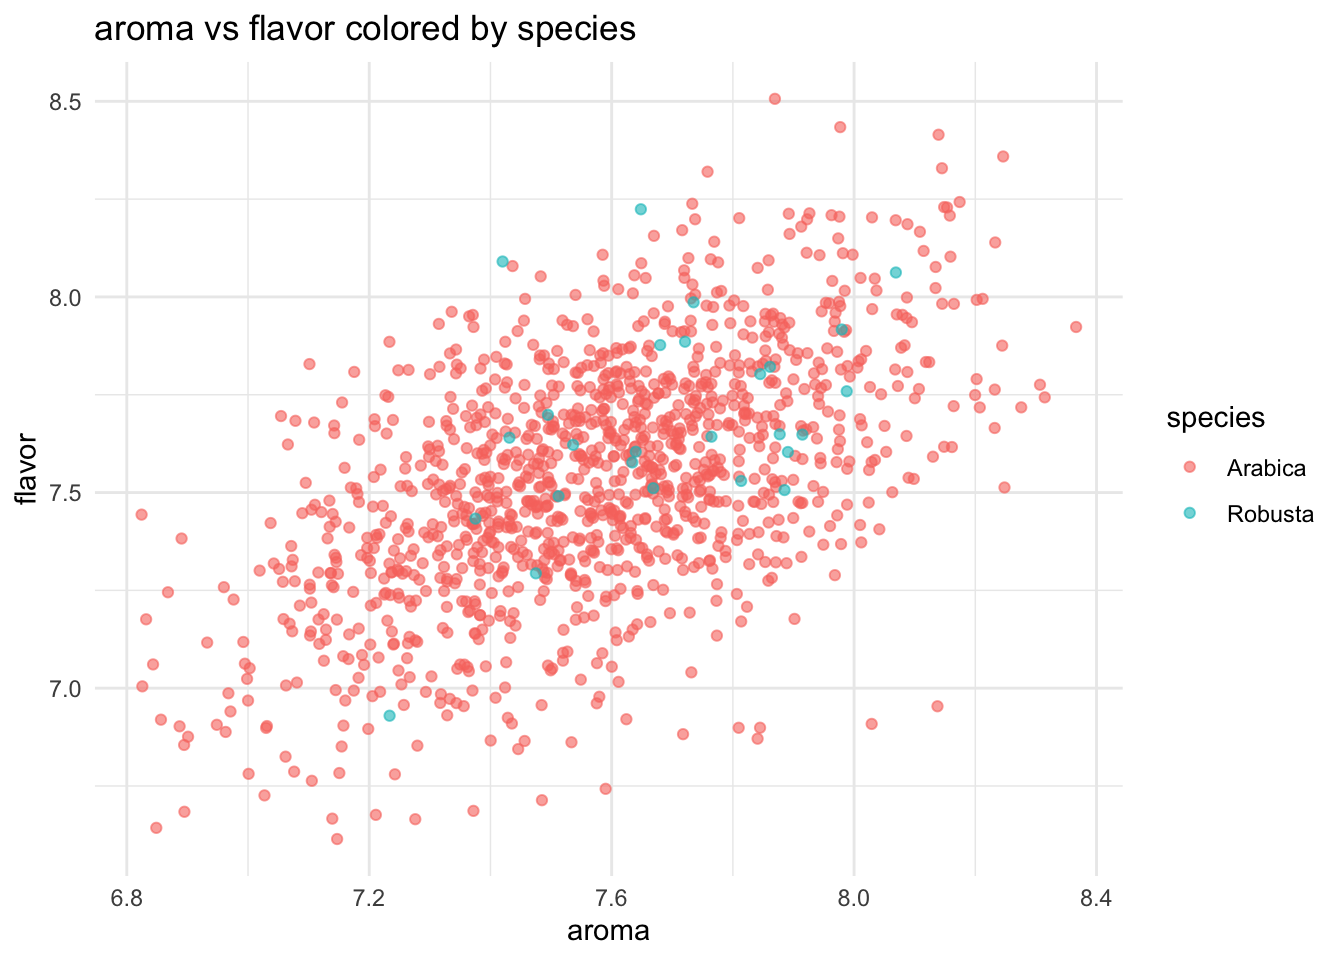 aroma vs flavor colored by species
8.5
8.0
7.5
7.0
flavor
6.8 7.2 7.6 8.0 8.4
aroma
species
Arabica
Robusta